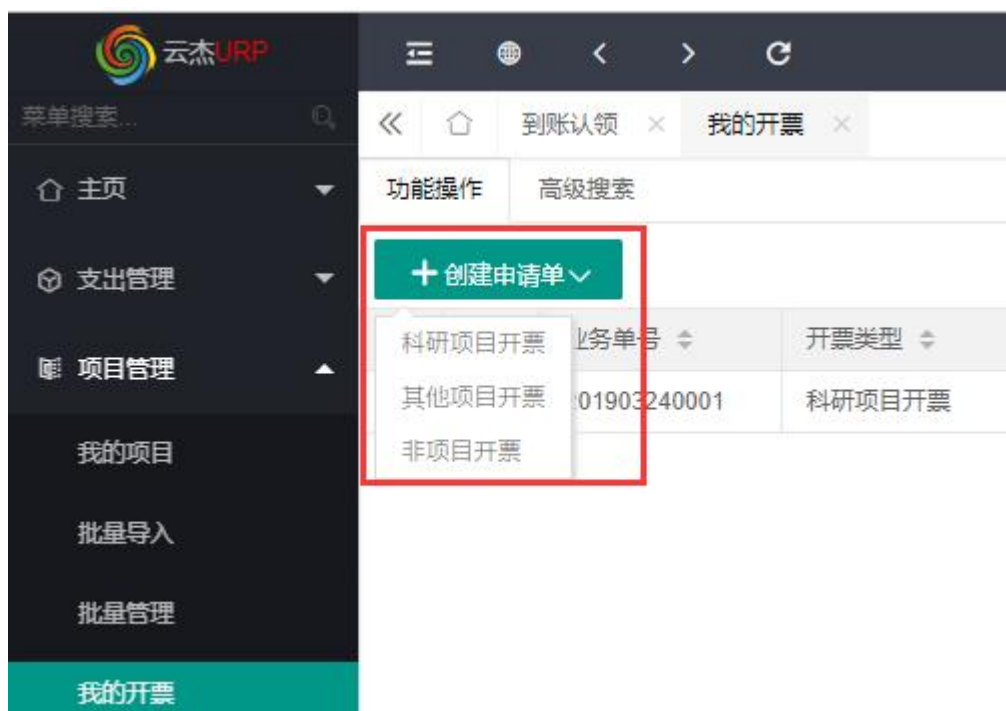 云杰URP
菜单搜索...
主页
支出管理
项目管理
我的项目
批量导入
批量管理
我的开票
到账认领 我的开票
功能操作 高级搜索
创建申请单
科研项目开票
其他项目开票
非项目开票
业务单号 开票类型
201903240001 科研项目开票